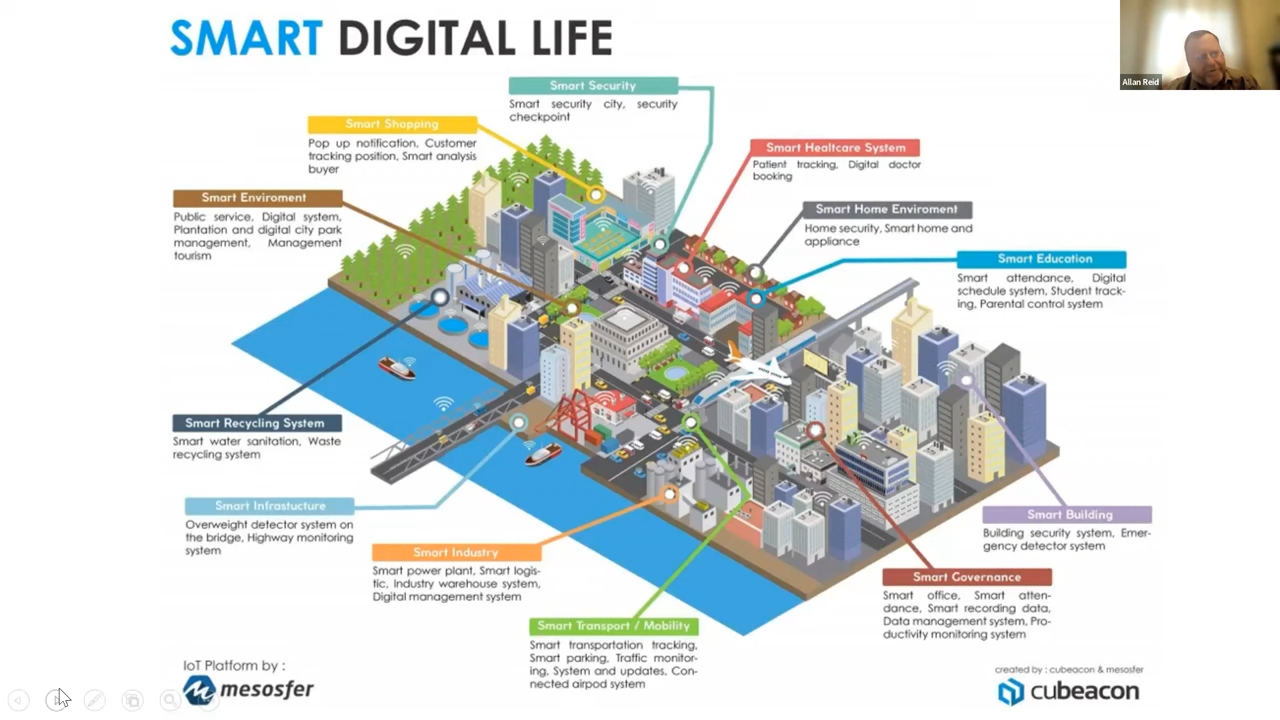 SMART DIGITAL LIFE
Allan Reid
Smart Security
Smart security city, security
checkpoint
Smart Shopping
Pop up notification, Customer
tracking position, Smart analysis
buyer
Smart Healtcare System
Patient tracking, Digital doctor
booking
Smart Enviroment
Public service, Digital system,
Plantation and digital city park
management, Management
tourism
Smart Home Enviroment
Home security, Smart home and
appliance
Smart Education
Smart attendance, Digital
schedule system, Student track-
ing, Parental control system
Smart Recycling System
Smart water sanitation, Waste
recycling system
Smart Infrastucture
Overweight detector system on
the bridge, Highway monitoring
system
Smart Industry
Smart power plant, Smart logis-
tic, Industry warehouse system,
Digital management system
Smart Building
Building security system, Emer-
gency detector system
Smart Governance
Smart office, Smart atten-
dance, Smart recording data,
Data management system, Pro-
ductivity monitoring system
Smart Transport / Mobility
Smart transportation tracking,
Smart parking, Traffic monitor-
ing, System and updates, Con-
nected airpod system
IoT Platform by :
mesosfer
created by : cubeacon & mesosfer
cubeacon